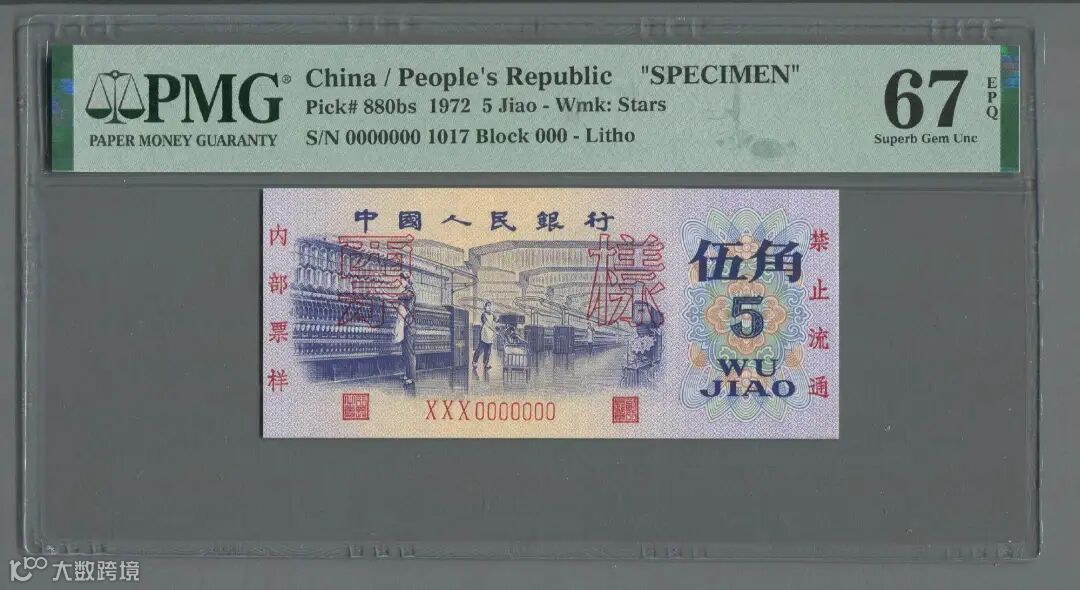 PMG®
PAPER MONEY GUARANTY
China / People's Republic "SPECIMEN"
Pick# 880bs 1972 5 Jiao - Wmk: Stars
S/N 0000000 1017 Block 000 - Litho
67
EPQ
Superb Gem Unc
中國人民銀行
內部票样
票樣
伍角
5
WU
JIAO
禁止流通
XXX0000000
大数跨境